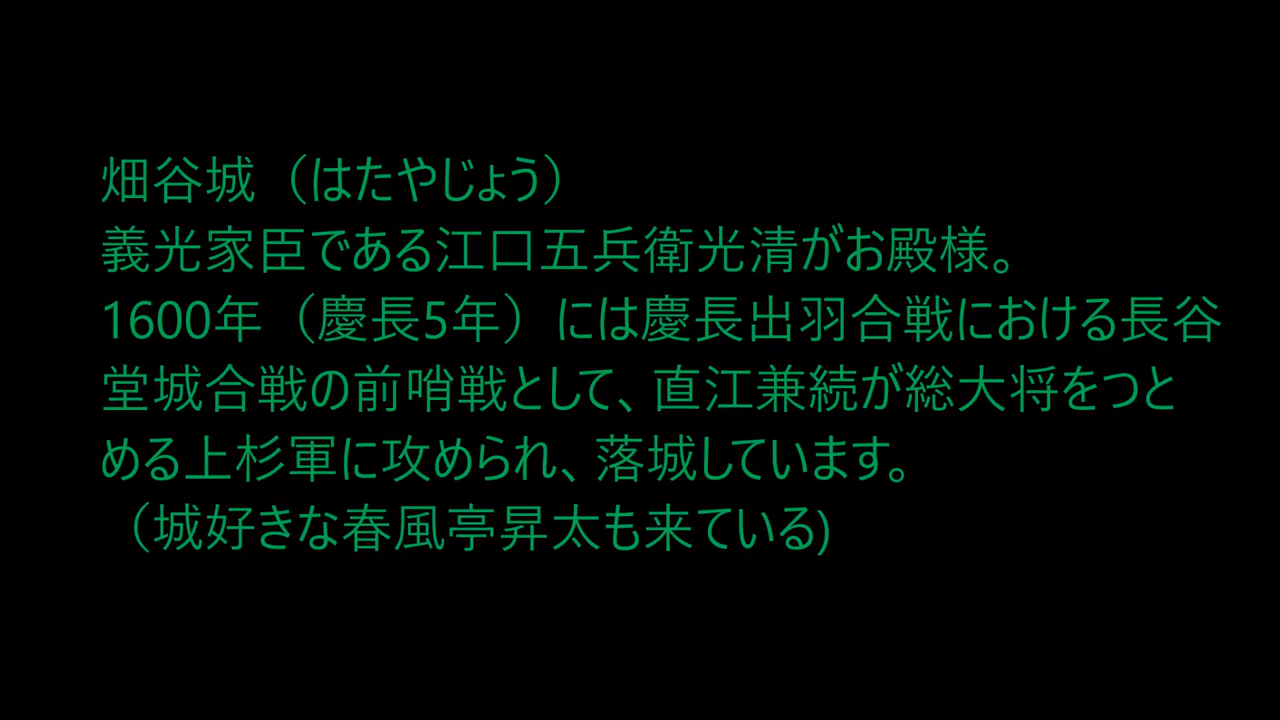 畑谷城（はたやじょう）
義光家臣である江口五兵衛光清がお殿様。
1600年（慶長5年）には慶長出羽合戦における長谷
堂城合戦の前哨戦として、直江兼続が総大将をつと
める上杉軍に攻められ、落城しています。
（城好きな春風亭昇太も来ている)